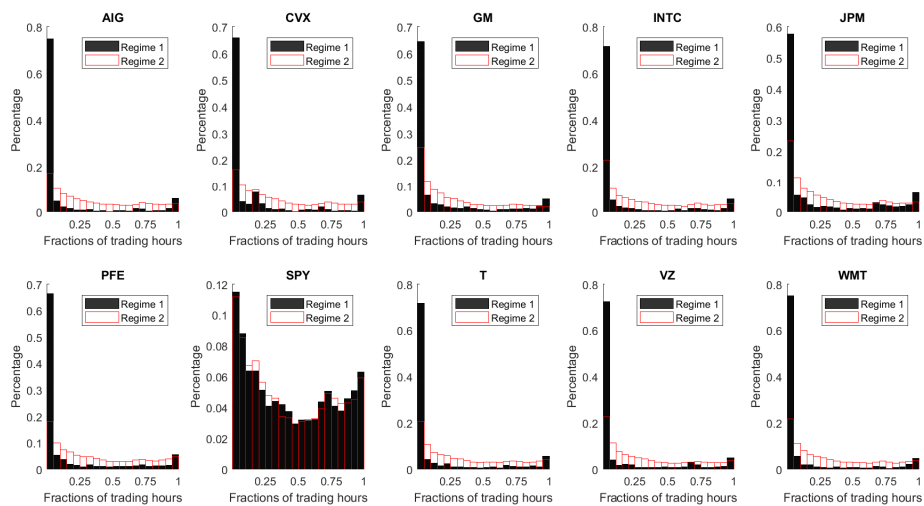 AIG
0.8
0.6
0.4
0.2
0
Percentage
Regime 1
Regime 2
0.25 0.5 0.75 1
Fractions of trading hours
CVX
0.7
0.6
0.5
0.4
0.3
0.2
0.1
0
Percentage
Regime 1
Regime 2
0.25 0.5 0.75 1
Fractions of trading hours
GM
0.7
0.6
0.5
0.4
0.3
0.2
0.1
0
Percentage
Regime 1
Regime 2
0.25 0.5 0.75 1
Fractions of trading hours
INTC
0.8
0.6
0.4
0.2
0
Percentage
Regime 1
Regime 2
0.25 0.5 0.75 1
Fractions of trading hours
JPM
0.6
0.5
0.4
0.3
0.2
0.1
0
Percentage
Regime 1
Regime 2
0.25 0.5 0.75 1
Fractions of trading hours
PFE
0.7
0.6
0.5
0.4
0.3
0.2
0.1
0
Percentage
Regime 1
Regime 2
0.25 0.5 0.75 1
Fractions of trading hours
SPY
0.12
0.1
0.08
0.06
0.04
0.02
0
Percentage
Regime 1
Regime 2
0.25 0.5 0.75 1
Fractions of trading hours
T
0.8
0.6
0.4
0.2
0
Percentage
Regime 1
Regime 2
0.25 0.5 0.75 1
Fractions of trading hours
VZ
0.8
0.6
0.4
0.2
0
Percentage
Regime 1
Regime 2
0.25 0.5 0.75 1
Fractions of trading hours
WMT
0.8
0.6
0.4
0.2
0
Percentage
Regime 1
Regime 2
0.25 0.5 0.75 1
Fractions of trading hours